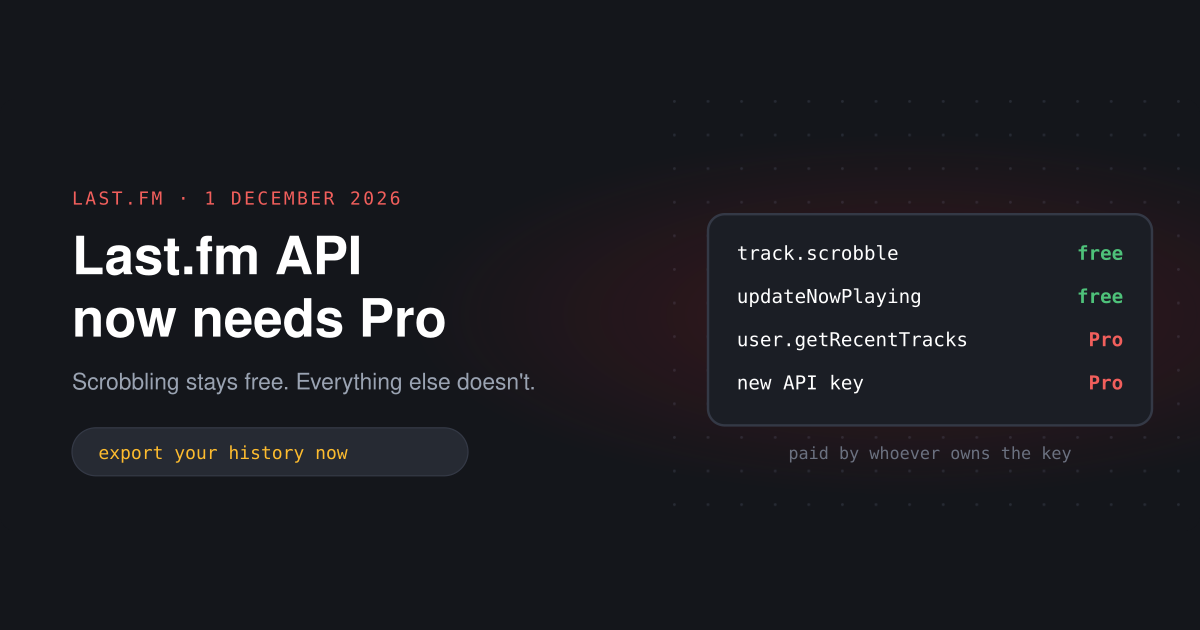 LAST.FM · 1 DECEMBER 2026
Last.fm API
now needs Pro
Scrobbling stays free. Everything else doesn't.
export your history now
track.scrobble free
updateNowPlaying free
user.getRecentTracks Pro
new API key Pro
paid by whoever owns the key